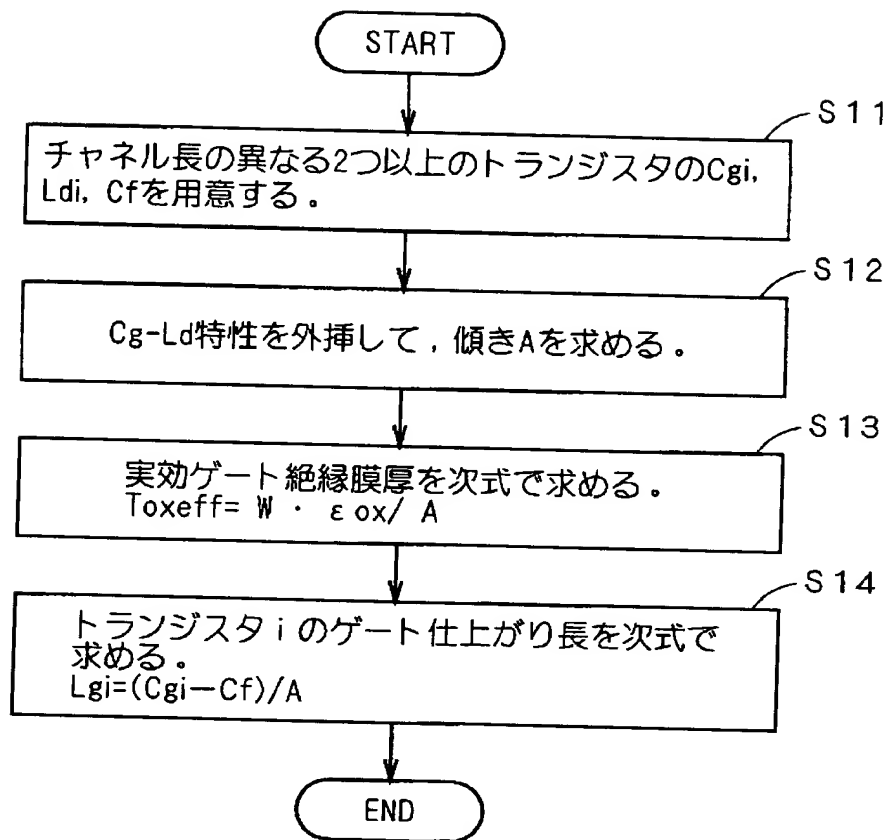 START
S11
チャネル長の異なる2つ以上のトランジスタのCgi,
Ldi, Cfを用意する。
S12
Cg-Ld特性を外挿して，傾きAを求める。
S13
実効ゲート絶縁膜厚を次式で求める。
Toxeff= W · εox/ A
S14
トランジスタiのゲート仕上がり長を次式で
求める。
Lgi=(Cgi－Cf)/A
END